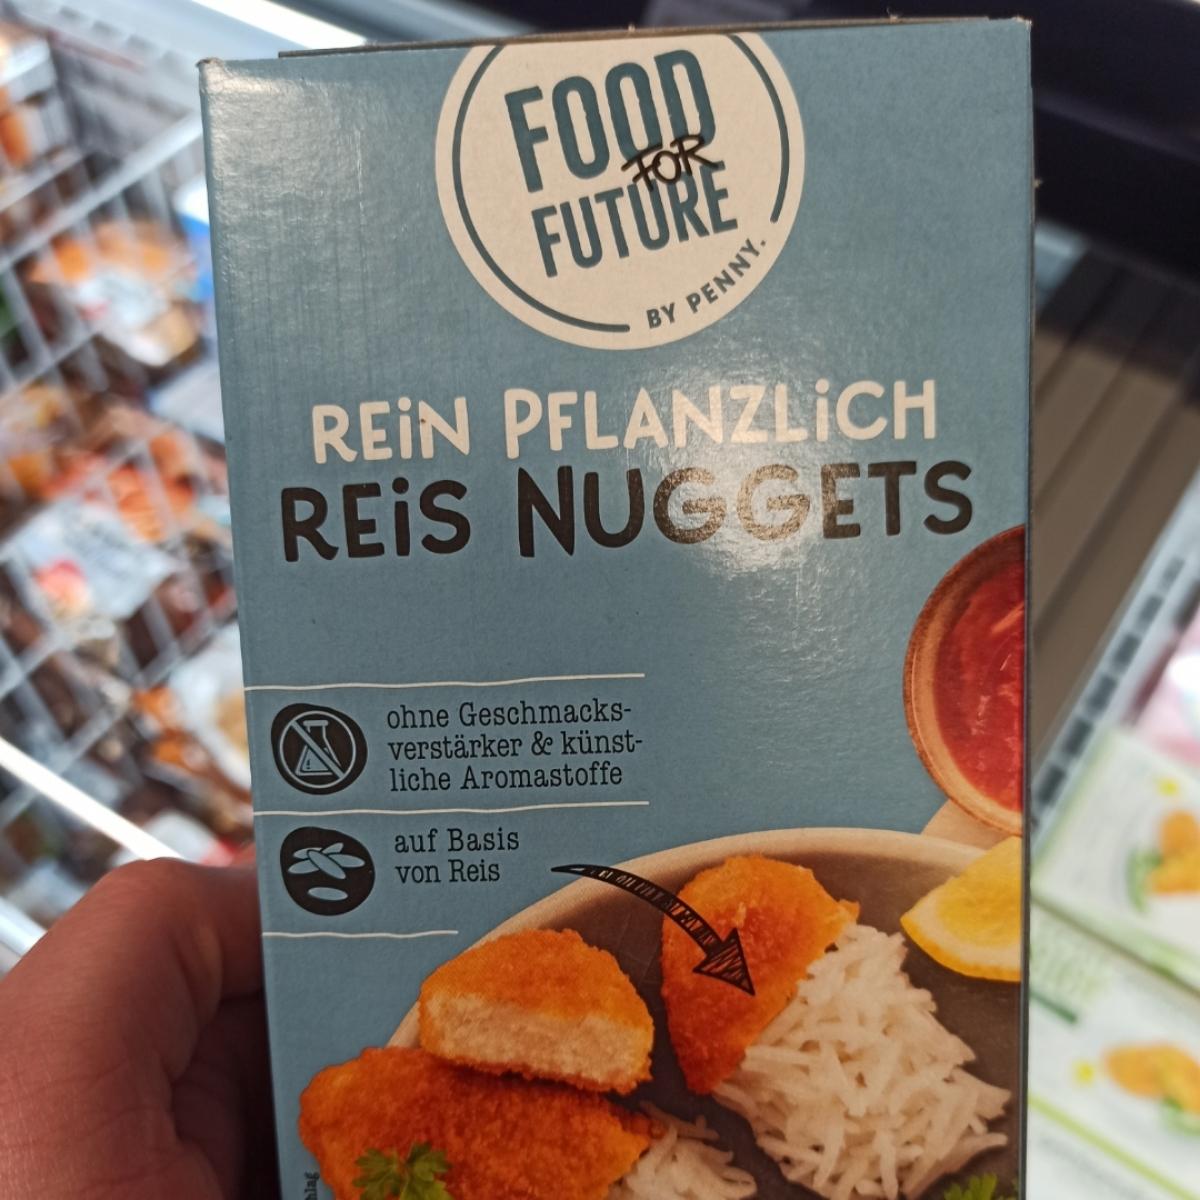 FOOD
FOR
FUTURE
BY PENNY.
REiN PFLANZLiCH
REiS NUGGETS
ohne Geschmacks-
verstärker & künst-
liche Aromastoffe
auf Basis
von Reis